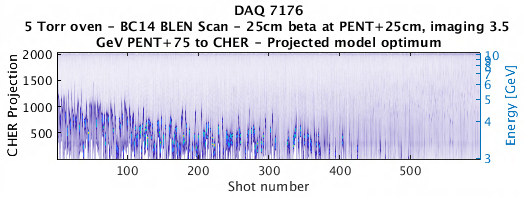 DAQ 7176
5 Torr oven - BC14 BLEN Scan - 25cm beta at PENT+25cm, imaging 3.5
GeV PENT+75 to CHER - Projected model optimum
2000
1500
1000
500
CHER Projection
10
9
8
7
6
5
4
3
Energy [GeV]
100
200
300
400
500
Shot number